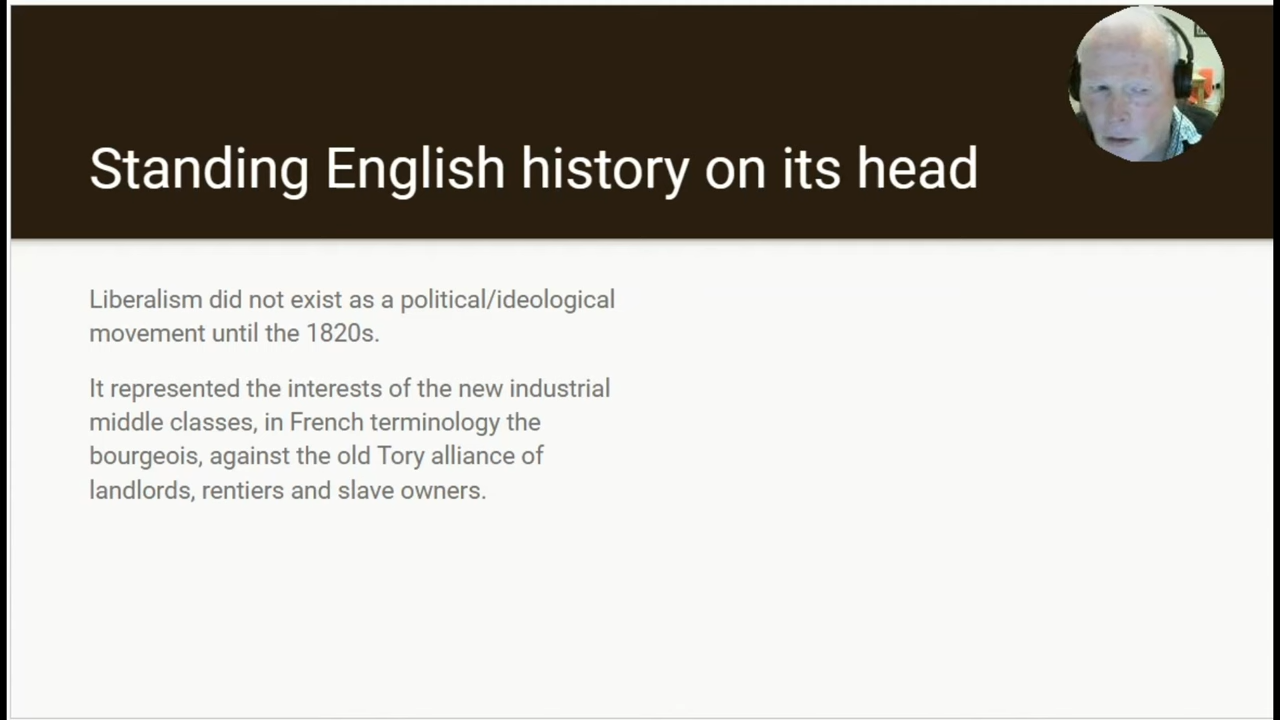 Standing English history on its head
Liberalism did not exist as a political/ideological
movement until the 1820s.
It represented the interests of the new industrial
middle classes, in French terminology the
bourgeois, against the old Tory alliance of
landlords, rentiers and slave owners.